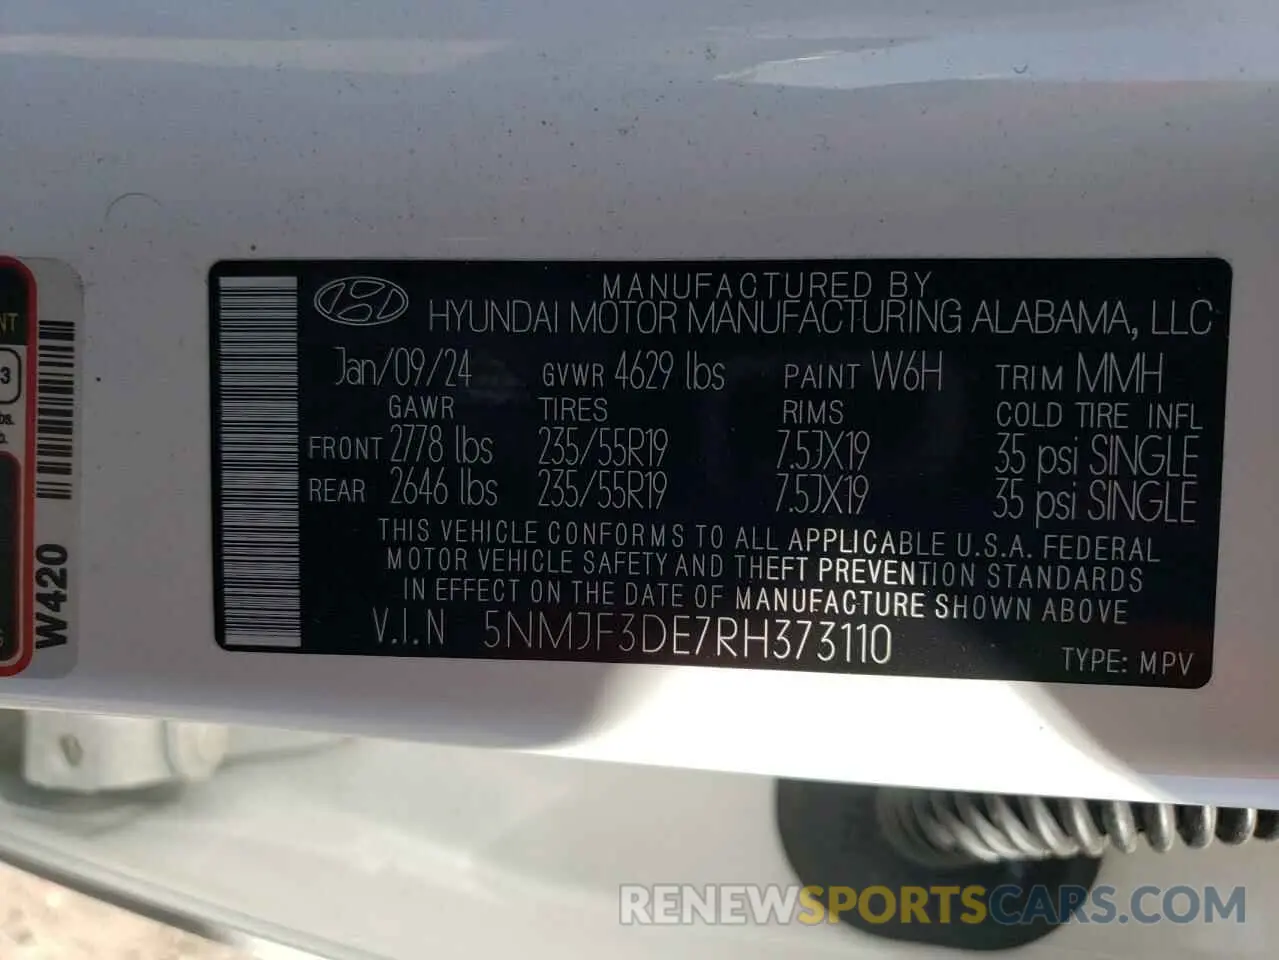 MANUFACTURED BY
HYUNDAI MOTOR MANUFACTURING ALABAMA, LLC
Jan/09/24 GVWR 4629 lbs PAINT W6H TRIM MMH
GAWR TIRES RIMS COLD TIRE INFL
FRONT 2778 lbs 235/55R19 7.5JX19 35 psi SINGLE
REAR 2646 lbs 235/55R19 7.5JX19 35 psi SINGLE
THIS VEHICLE CONFORMS TO ALL APPLICABLE U.S.A. FEDERAL
MOTOR VEHICLE SAFETY AND THEFT PREVENTION STANDARDS
IN EFFECT ON THE DATE OF MANUFACTURE SHOWN ABOVE
V.I.N 5NMJF3DE7RH373110
TYPE: MPV
W420
RENEWSPORTSCARS.COM